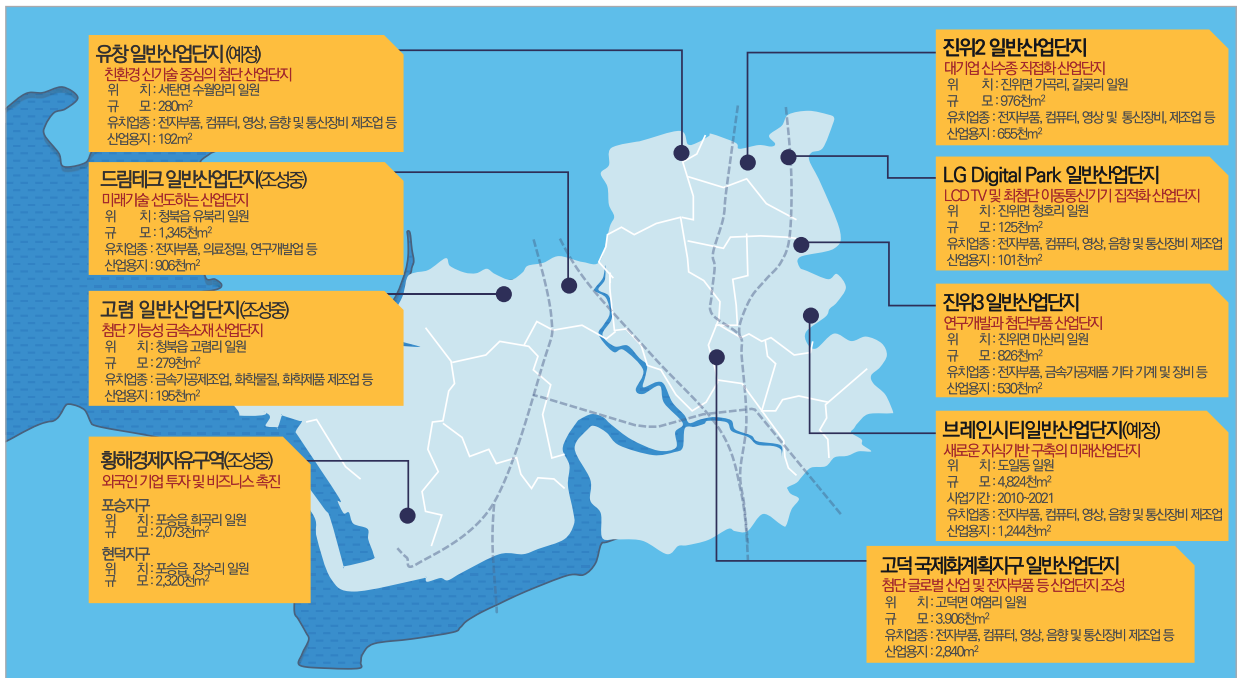 유창 일반산업단지 (예정)
친환경 신기술 중심의 첨단 산업단지
위 치 : 서탄면 수월암리 일원
규 모 : 280m²
유치업종 : 전자부품, 컴퓨터, 영상, 음향 및 통신장비 제조업 등
산업용지 : 192m²
드림테크 일반산업단지(조성중)
미래기술 선도하는 산업단지
위 치 : 청북읍 유북리 일원
규 모 : 1,345천m²
유치업종 : 전자부품, 의료정밀, 연구개발업 등
산업용지 : 906천m²
고렴 일반산업단지(조성중)
첨단 기능성 금속소재 산업단지
위 치 : 청북읍 고렴리 일원
규 모 : 279천m²
유치업종 : 금속가공제조업, 화학물질, 화학제품 제조업 등
산업용지 : 195천m²
황해경제자유구역(조성중)
외국인 기업 투자 및 비즈니스 촉진
포승지구
위 치 : 포승읍 희곡리 일원
규 모 : 2,073천m²
현덕지구
위 치 : 포승읍 장수리 일원
규 모 : 2,320천m²
진위2 일반산업단지
대기업 신수종 직접화 산업단지
위 치 : 진위면 가곡리, 갈곶리 일원
규 모 : 976천m²
유치업종 : 전자부품, 컴퓨터, 영상 및 통신장비, 제조업 등
산업용지 : 655천m²
LG Digital Park 일반산업단지
LCD TV 및 최첨단 이동통신기기 집적화 산업단지
위 치 : 진위면 청호리 일원
규 모 : 125천m²
유치업종 : 전자부품, 컴퓨터, 영상, 음향 및 통신장비 제조업
산업용지 : 101천m²
진위3 일반산업단지
연구개발과 첨단부품 산업단지
위 치 : 진위면 마산리 일원
규 모 : 826천m²
유치업종 : 전자부품, 금속가공제품 기타 기계 및 장비 등
산업용지 : 530천m²
브레인시티일반산업단지(예정)
새로운 지식기반 구축의 미래산업단지
위 치 : 도일동 일원
규 모 : 4,824천m²
사업기간 : 2010~2021
유치업종 : 전자부품, 컴퓨터, 영상, 음향 및 통신장비 제조업
산업용지 : 1,244천m²
고덕 국제화계획지구 일반산업단지
첨단 글로벌 산업 및 전자부품 등 산업단지 조성
위 치 : 고덕면 여염리 일원
규 모 : 3.906천m²
유치업종 : 전자부품, 컴퓨터, 영상, 음향 및 통신장비 제조업 등
산업용지 : 2,840m²